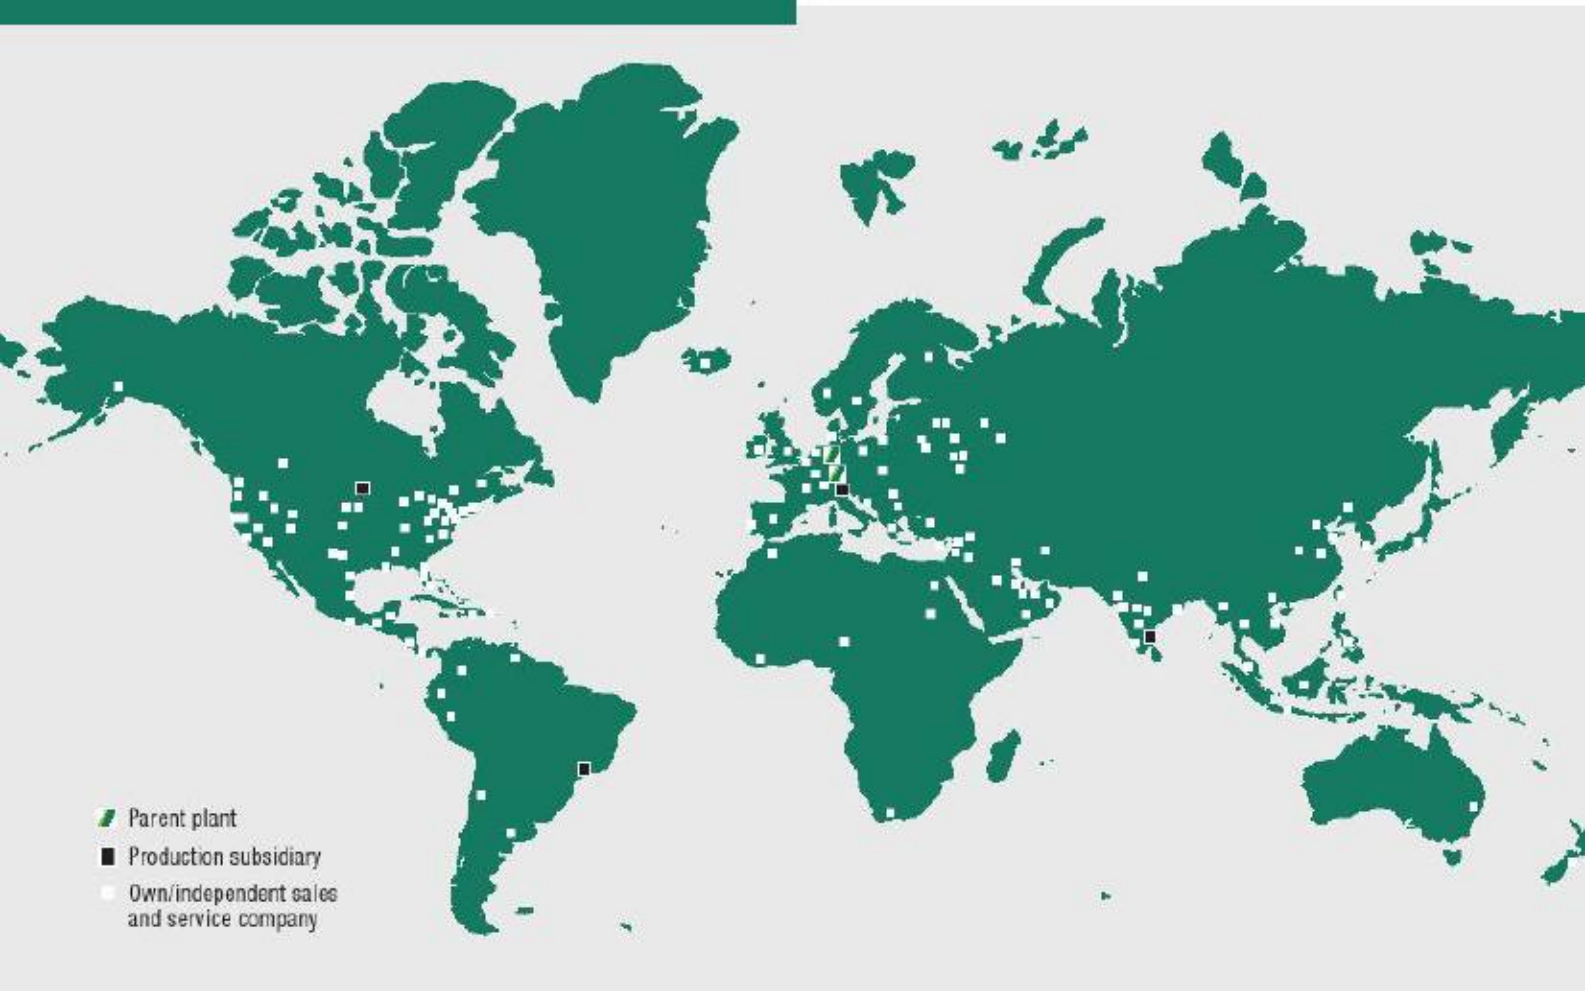 Parent plant
Production subsidiary
Own/independent sales
and service company